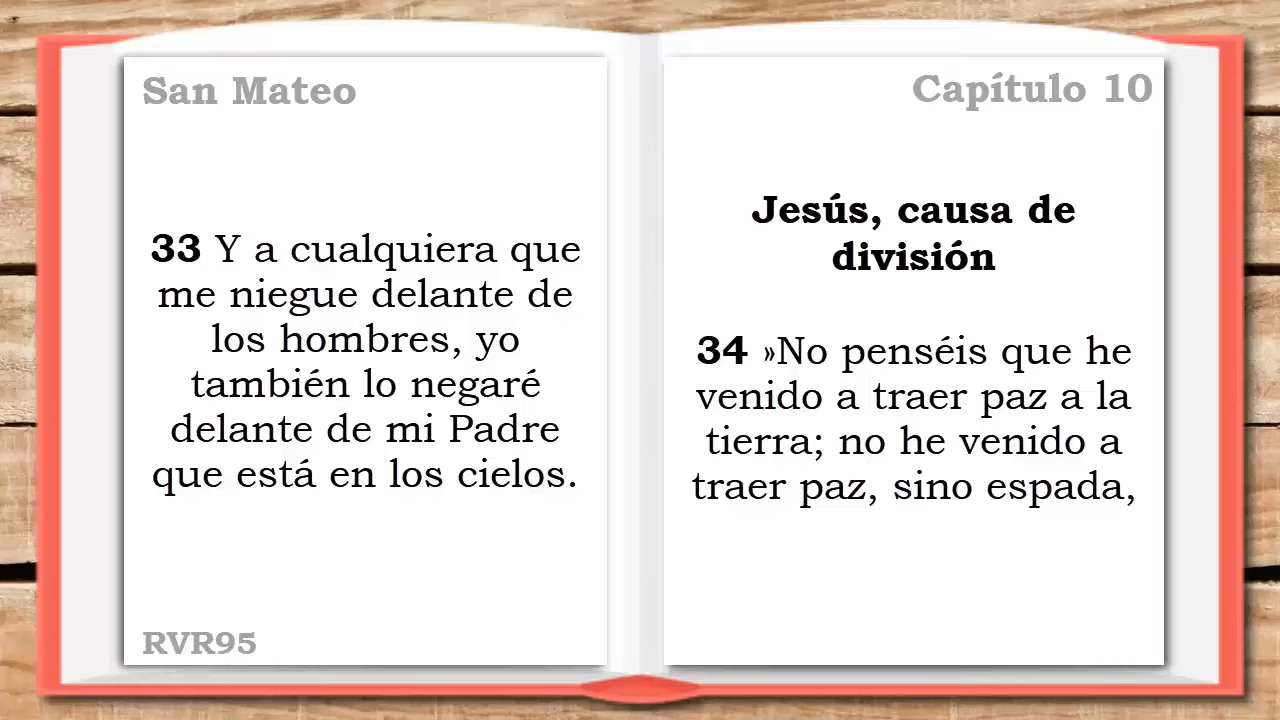 San Mateo
33 Y a cualquiera que
me niegue delante de
los hombres, yo
también lo negaré
delante de mi Padre
que está en los cielos.
RVR95
Capítulo 10
Jesús, causa de
división
34 »No penséis que he
venido a traer paz a la
tierra; no he venido a
traer paz, sino espada,